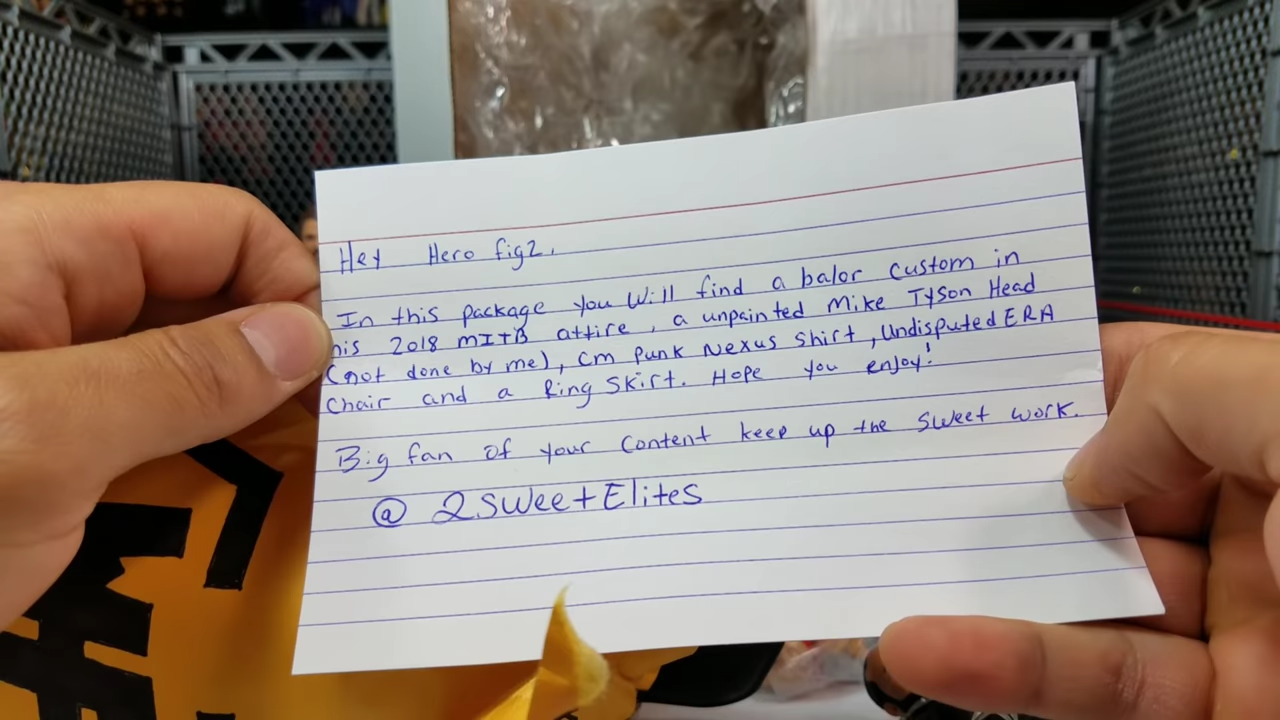 Hey Hero fig2,
In this package you will find a balor custom in
his 2018 MITB attire, a unpainted Mike Tyson Head
(not done by me), Cm Punk Nexus Shirt, Undisputed ERA
Chair and a Ring Skirt. Hope you enjoy!
Big fan of your content keep up the sweet work.
@ 2SweetElites